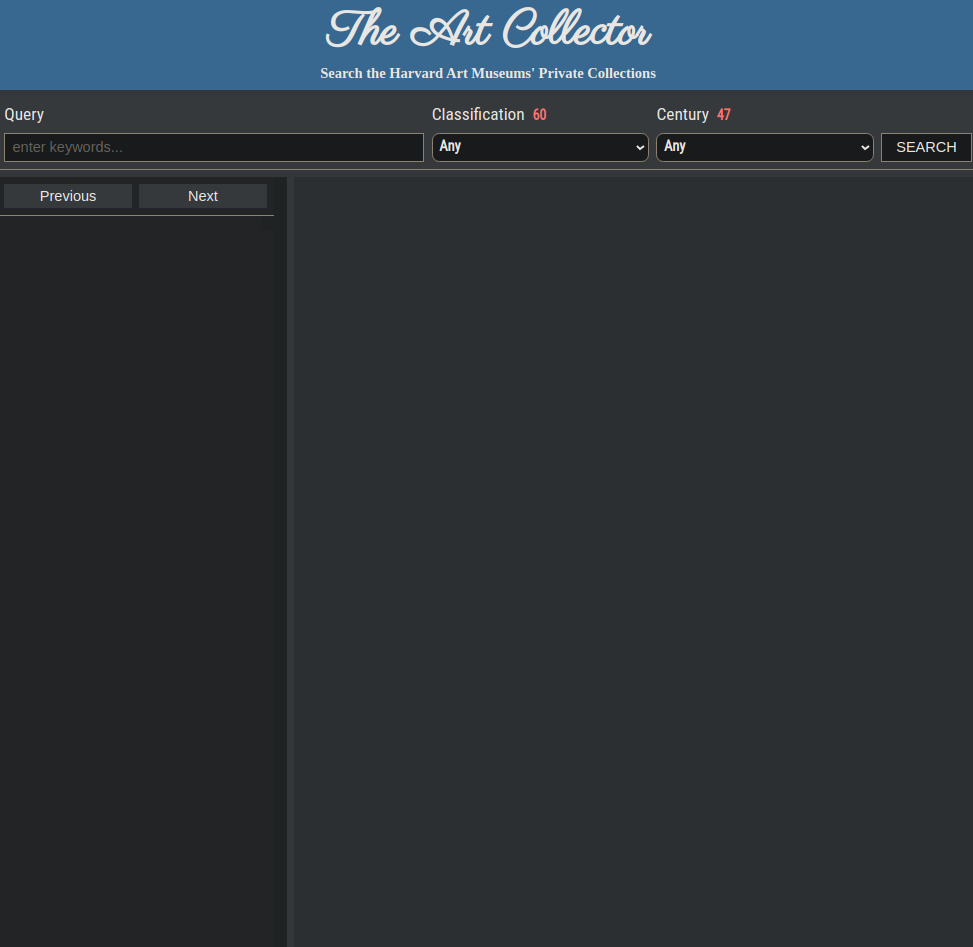 The Art Collector
Search the Harvard Art Museums' Private Collections
Query
Classification 60
Century 47
enter keywords...
Any
Any
SEARCH
Previous
Next